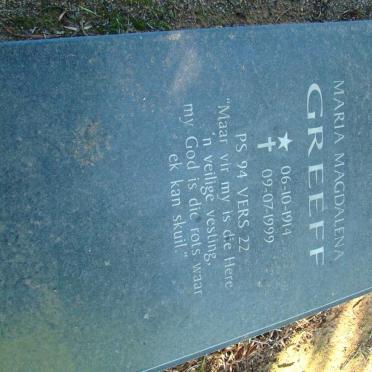 MARIA MAGDALENA
GREEFF
★ 06-10-1914
✝ 09-07-1999
PS 94 VERS 22
"Maar vir my is die Here
'n veilige vesting,
my God is die rots waar
ek kan skuil."